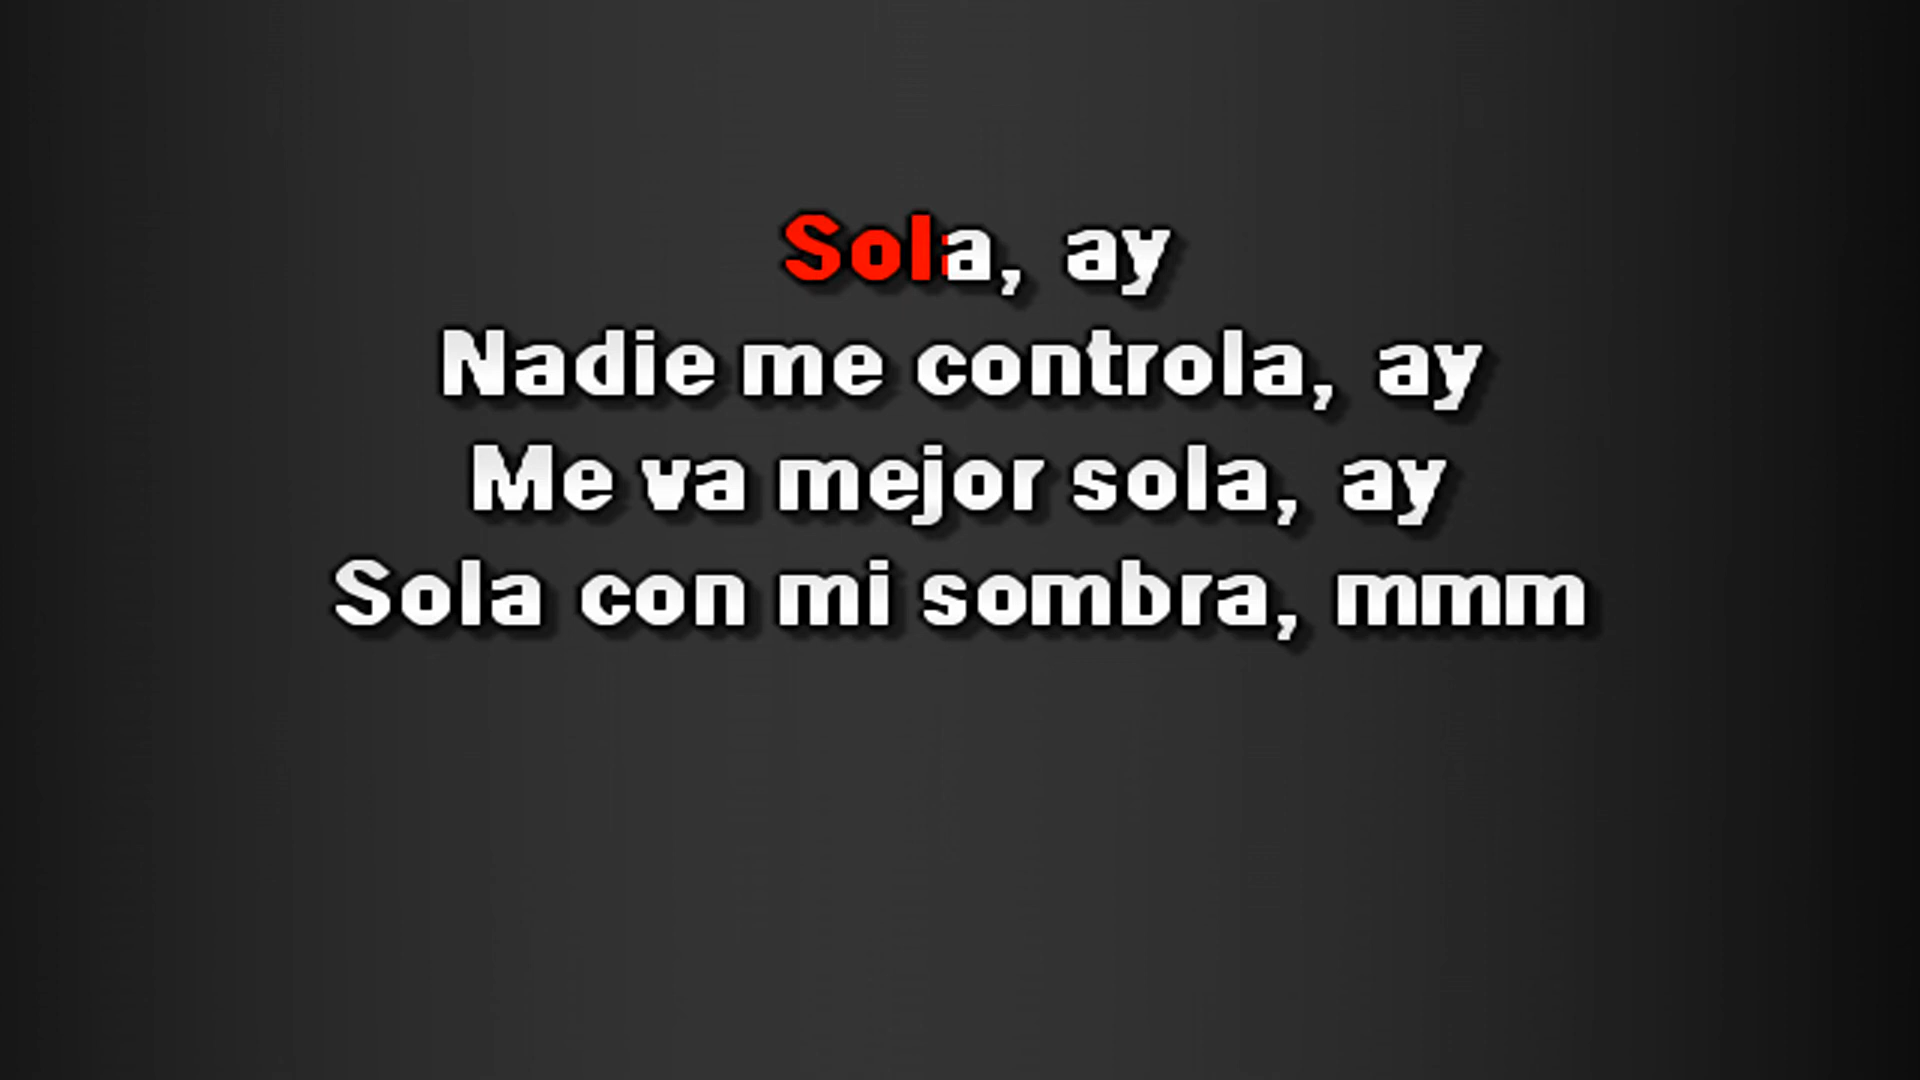 Sola, ay
Nadie me controla, ay
Me va mejor sola, ay
Sola con mi sombra, mmm